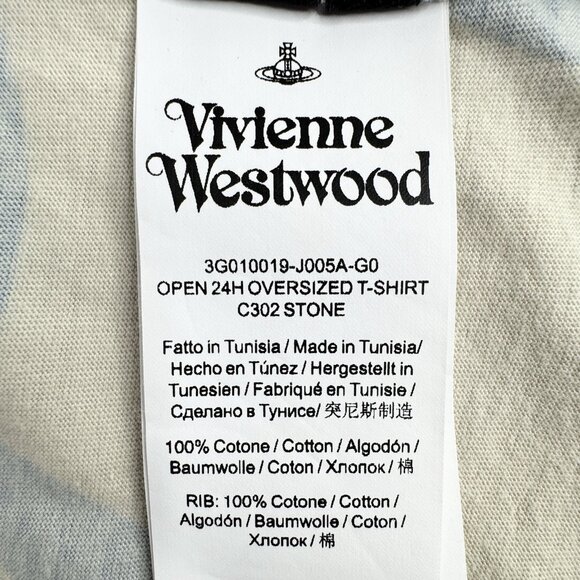 Vivienne
Westwood
3G010019-J005A-G0
OPEN 24H OVERSIZED T-SHIRT
C302 STONE
Fatto in Tunisia / Made in Tunisia/
Hecho en Túnez / Hergestellt in
Tunesien / Fabriqué en Tunisie /
Сделано в Тунисе/ 突尼斯制造
100% Cotone / Cotton / Algodón /
Baumwolle / Coton / Хлопок / 棉
RIB: 100% Cotone / Cotton /
Algodón / Baumwolle / Coton /
Хлопок / 棉